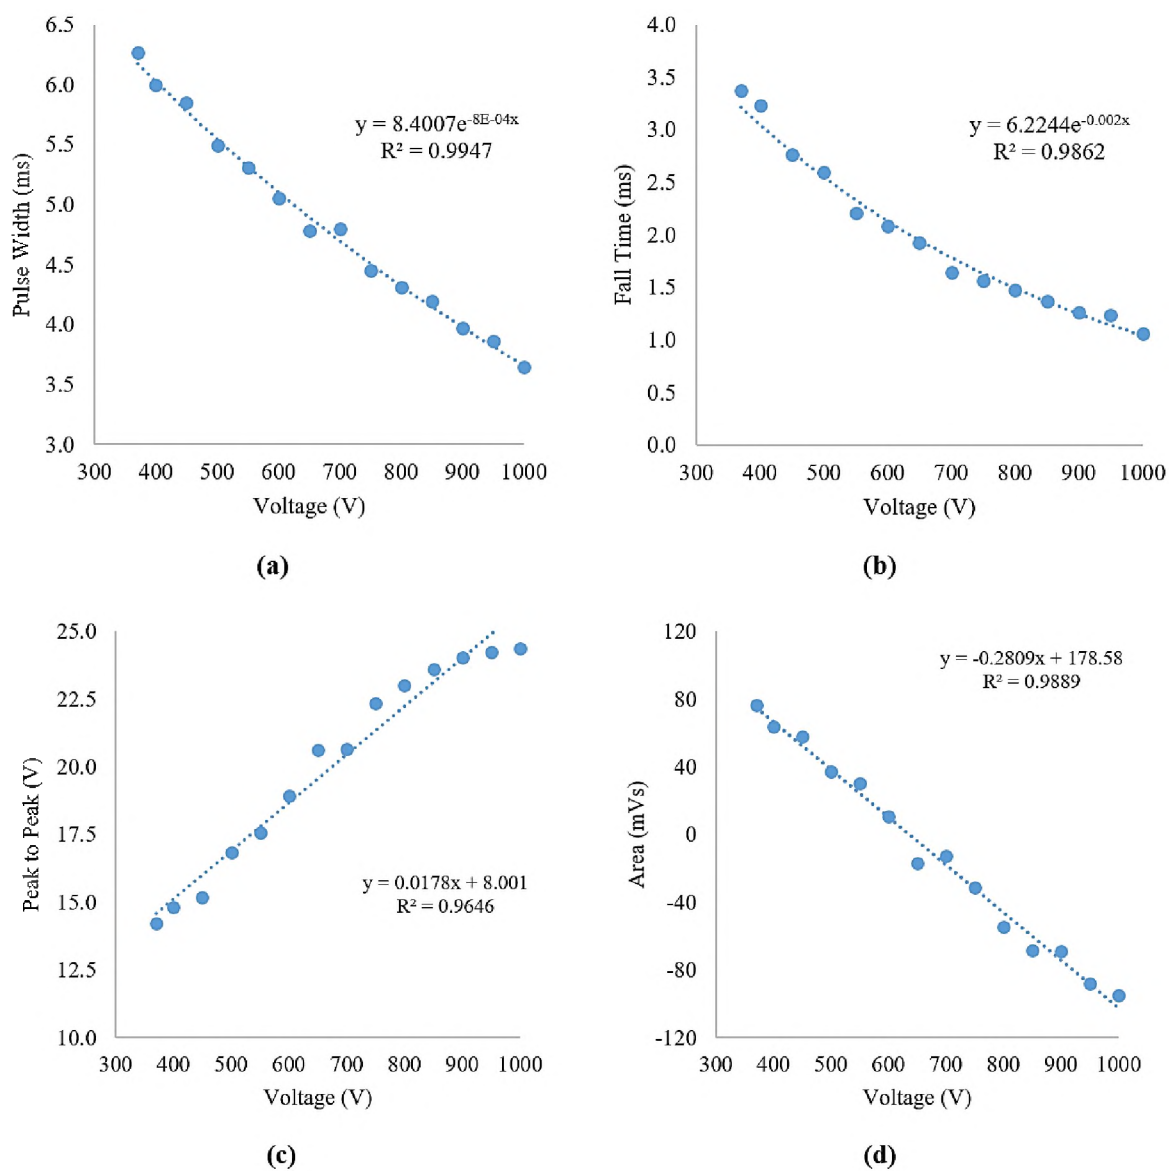 6.5
6.0
5.5
5.0
4.5
4.0
3.5
3.0
Pulse Width (ms)
y = 8.4007e^-8E-04x
R² = 0.9947
300 400 500 600 700 800 900 1000
Voltage (V)
(a)
4.0
3.5
3.0
2.5
2.0
1.5
1.0
0.5
0.0
Fall Time (ms)
y = 6.2244e^-0.002x
R² = 0.9862
300 400 500 600 700 800 900 1000
Voltage (V)
(b)
25.0
22.5
20.0
17.5
15.0
12.5
10.0
Peak to Peak (V)
y = 0.0178x + 8.001
R² = 0.9646
300 400 500 600 700 800 900 1000
Voltage (V)
(c)
120
80
40
0
-40
-80
-120
Area (mVs)
y = -0.2809x + 178.58
R² = 0.9889
300 400 500 600 700 800 900 1000
Voltage (V)
(d)